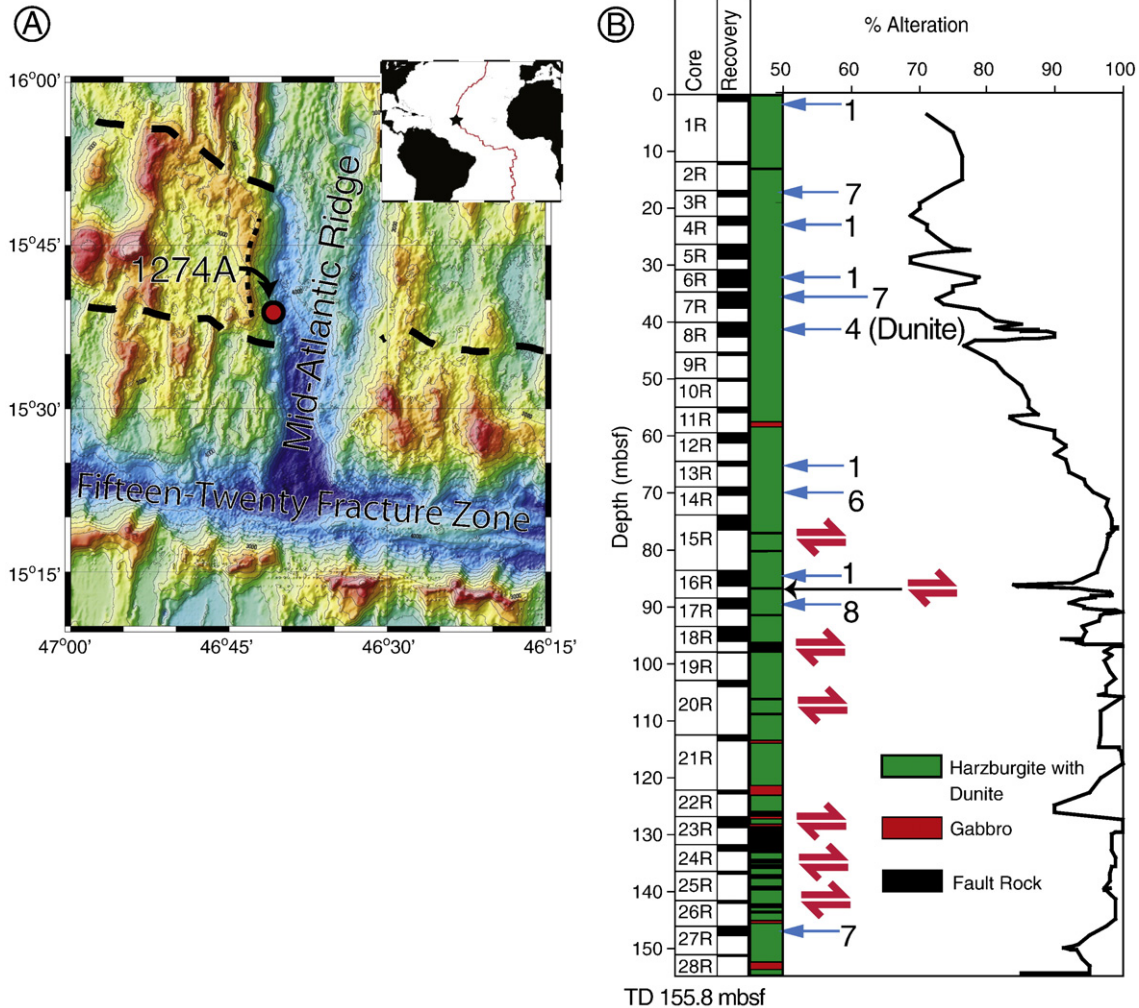 A
16°00'
15°45'
15°30'
15°15'
47°00'
46°45'
46°30'
46°15'
1274A
Mid-Atlantic Ridge
Fifteen-Twenty Fracture Zone
B
% Alteration
Core
Recovery
50
60
70
80
90
100
Depth (mbsf)
0
10
20
30
40
50
60
70
80
90
100
110
120
130
140
150
1R
2R
3R
4R
5R
6R
7R
8R
9R
10R
11R
12R
13R
14R
15R
16R
17R
18R
19R
20R
21R
22R
23R
24R
25R
26R
27R
28R
1
7
1
1
7
4 (Dunite)
1
6
1
8
7
Harzburgite with
Dunite
Gabbro
Fault Rock
TD 155.8 mbsf